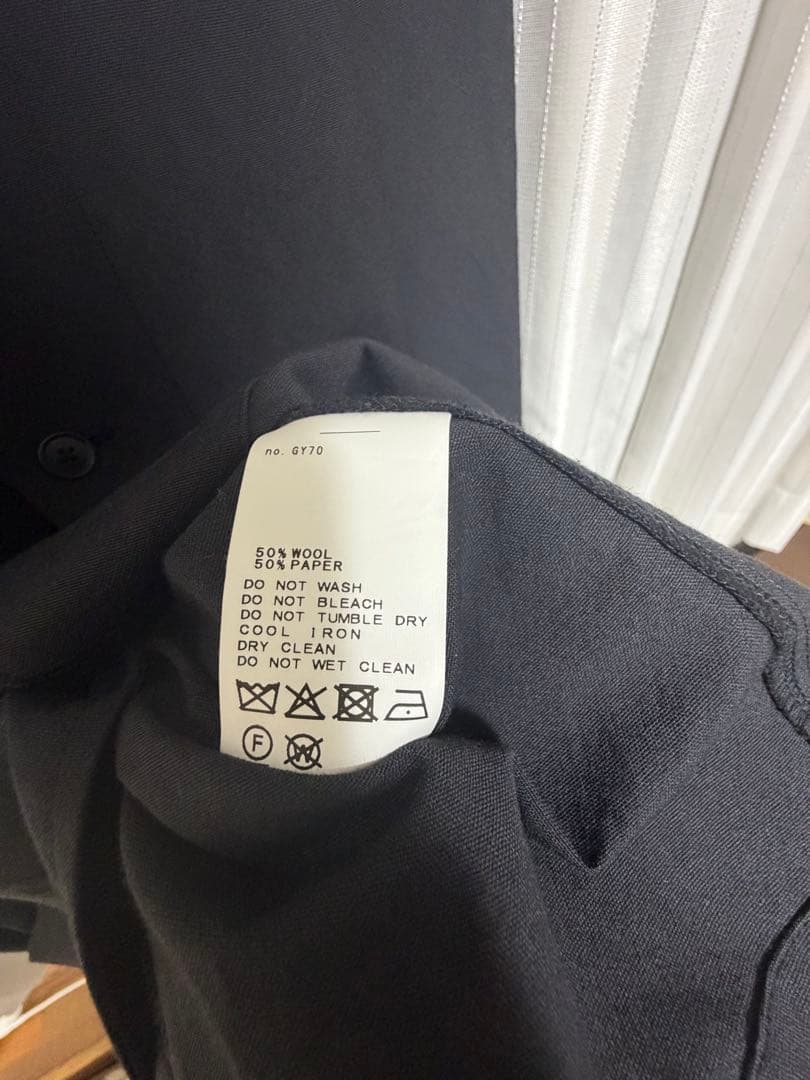 no. GY70
50% WOOL
50% PAPER
DO NOT WASH
DO NOT BLEACH
DO NOT TUMBLE DRY
COOL IRON
DRY CLEAN
DO NOT WET CLEAN
F W